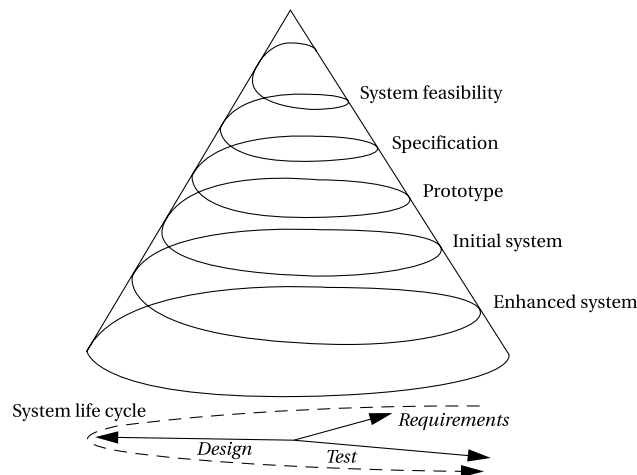 System feasibility
Specification
Prototype
Initial system
Enhanced system
System life cycle
Requirements
Design
Test